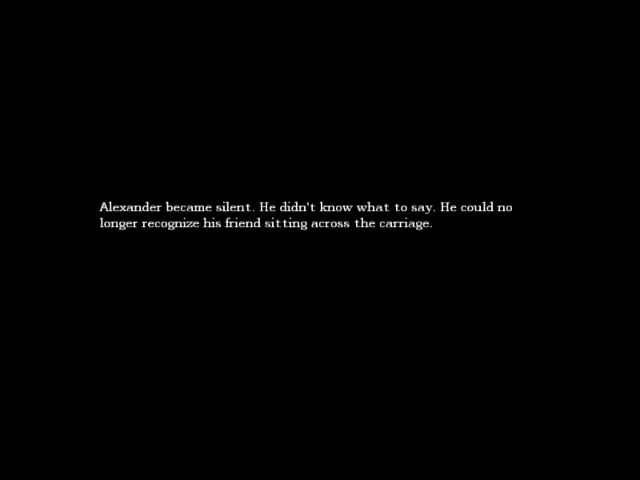 Alexander became silent. He didn't know what to say. He could no
longer recognize his friend sitting across the carriage.